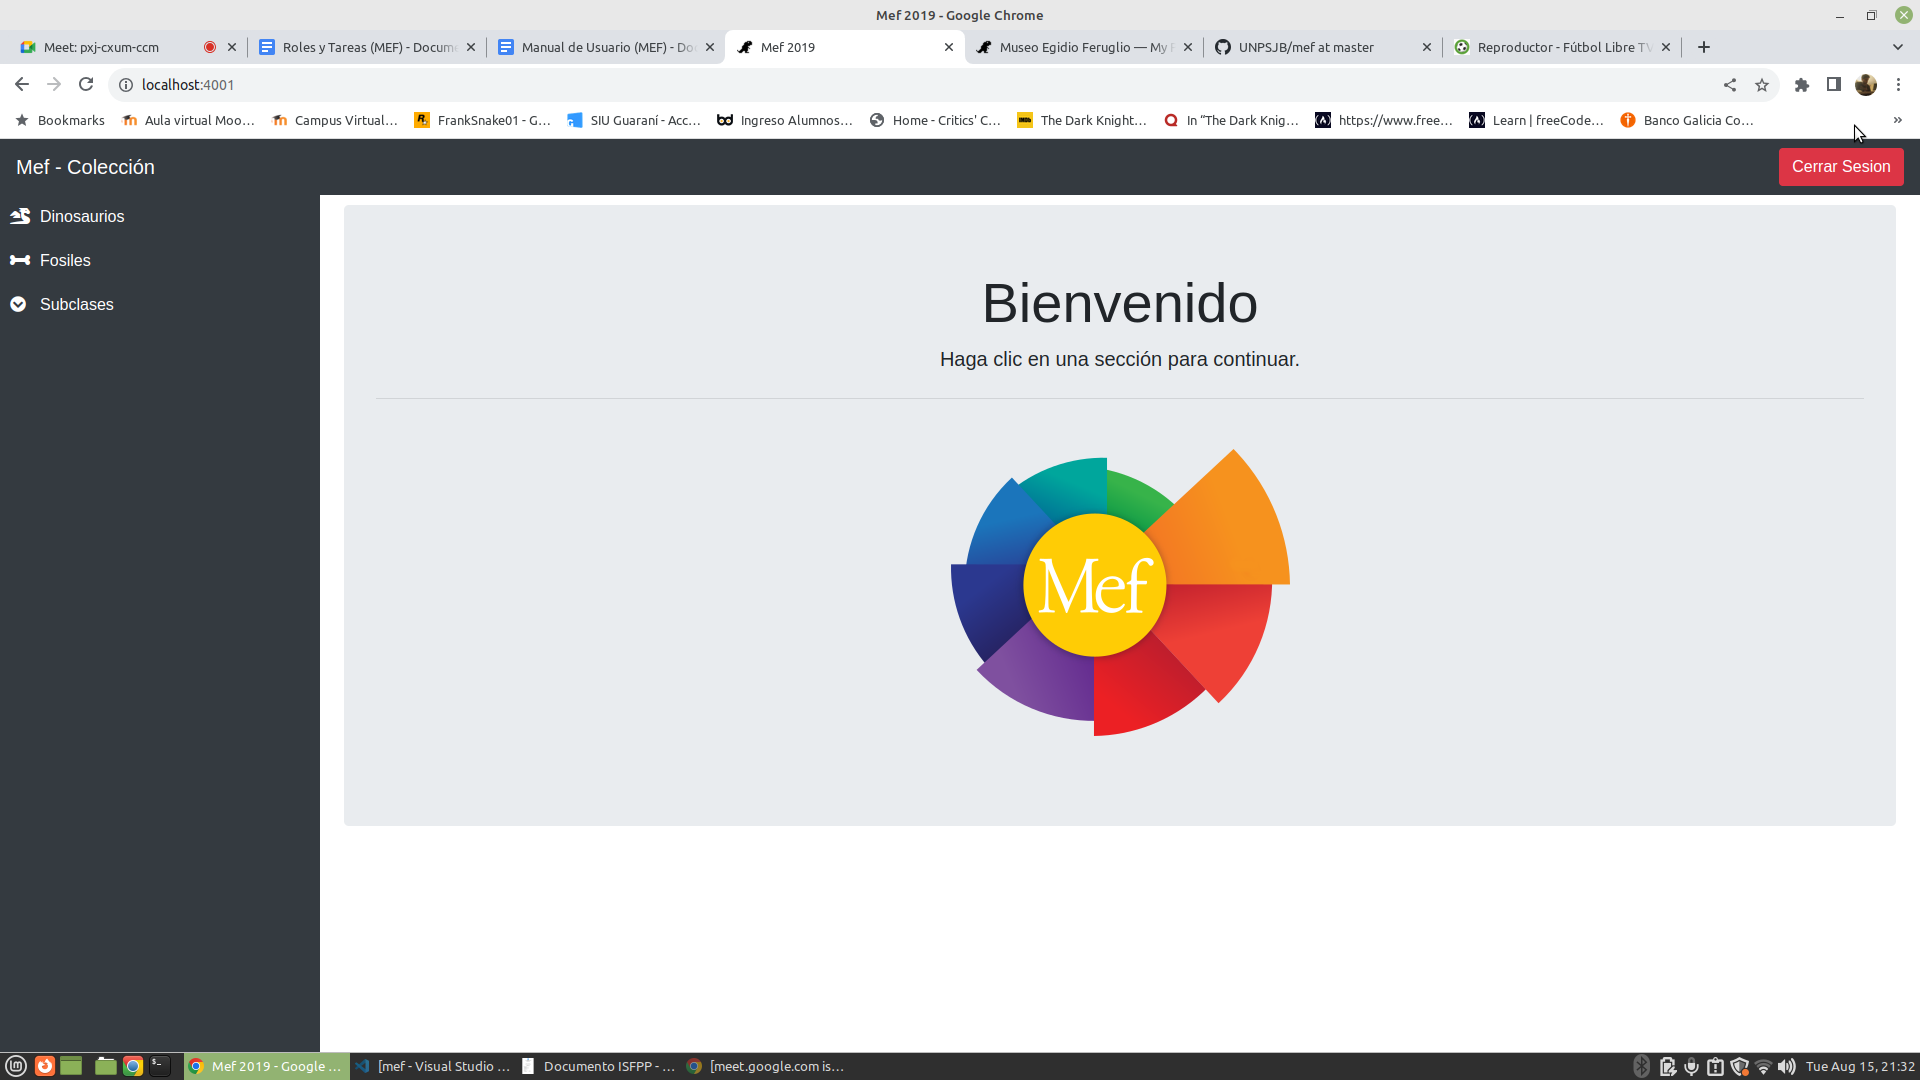 Mef 2019 - Google Chrome
Meet: pxj-cxum-ccm
Roles y Tareas (MEF) - Docume
Manual de Usuario (MEF) - Do
Mef 2019
Museo Egidio Feruglio — My
UNPSJB/mef at master
Reproductor - Fútbol Libre TV
localhost:4001
Bookmarks
Aula virtual Moo...
Campus Virtual...
FrankSnake01 - G...
SIU Guaraní - Acc...
Ingreso Alumnos...
Home - Critics' C...
The Dark Knight...
In “The Dark Knig...
https://www.free...
Learn | freeCode...
Banco Galicia Co...
»
Mef - Colección
Cerrar Sesion
Dinosaurios
Fosiles
Subclases
Bienvenido
Haga clic en una sección para continuar.
Mef
Mef 2019 - Google ...
[mef - Visual Studio ...
Documento ISFPP - ...
[meet.google.com is...
Tue Aug 15, 21:32